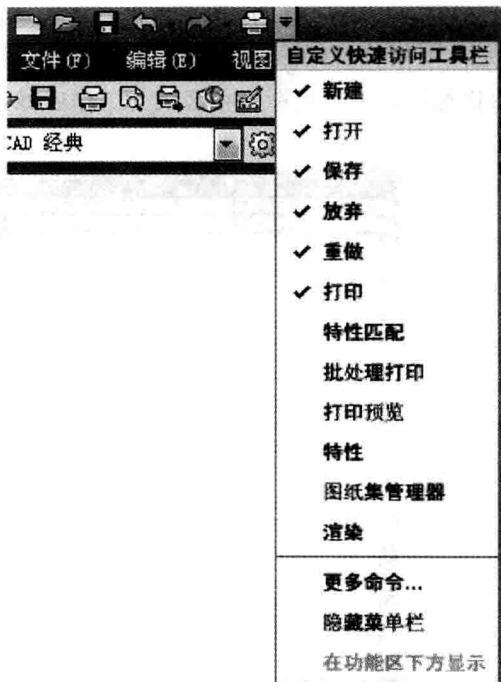 文件(F) 编辑(E) 视图
CAD 经典
自定义快速访问工具栏
新建
打开
保存
放弃
重做
打印
特性匹配
批处理打印
打印预览
特性
图纸集管理器
渲染
更多命令...
隐藏菜单栏
在功能区下方显示